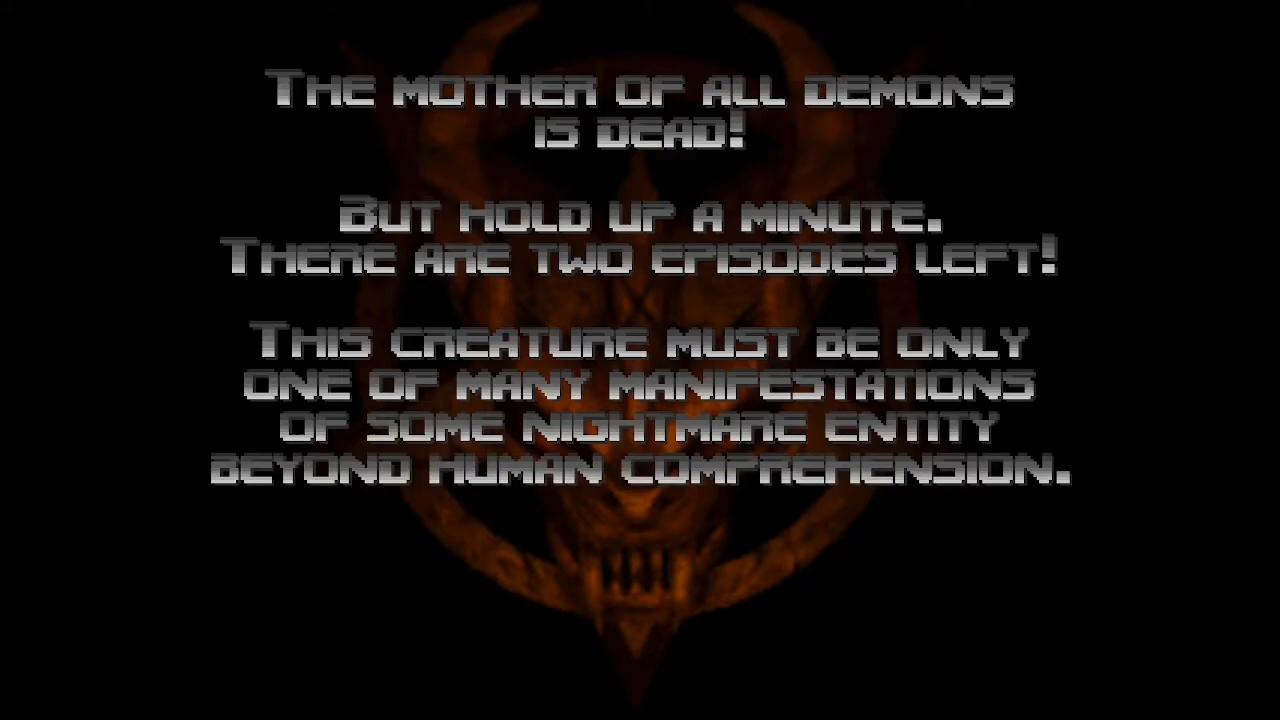 The mother of all demons
is dead!
But hold up a minute.
There are two episodes left!
This creature must be only
one of many manifestations
of some nightmare entity
beyond human comprehension.